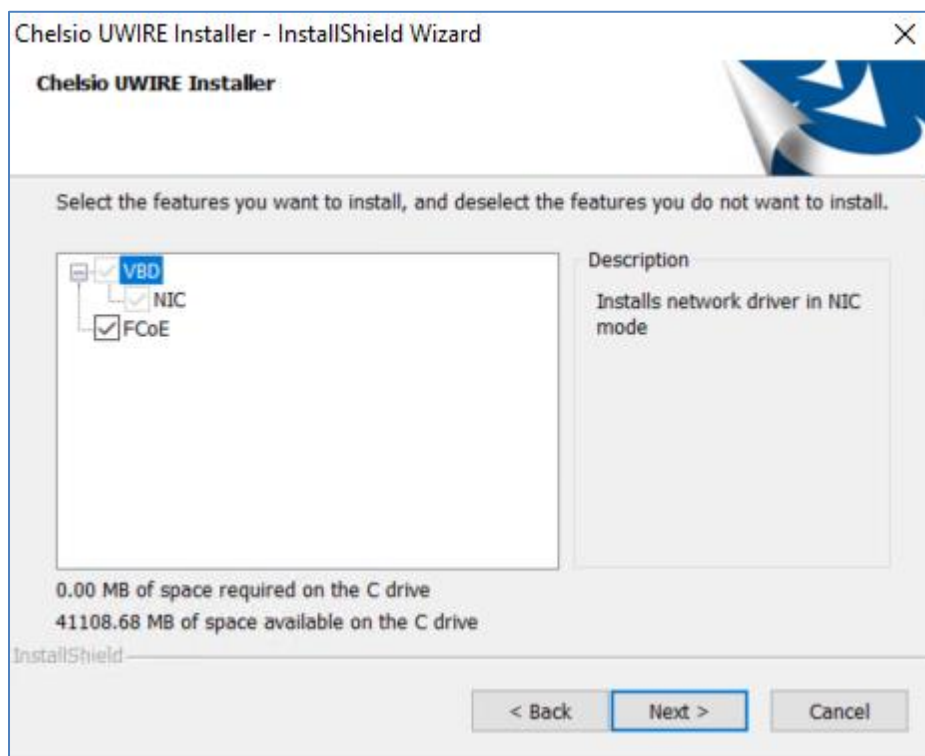 Chelsio UWIRE Installer - InstallShield Wizard
Chelsio UWIRE Installer
Select the features you want to install, and deselect the features you do not want to install.
VBD
NIC
FCoE
Description
Installs network driver in NIC
mode
0.00 MB of space required on the C drive
41108.68 MB of space available on the C drive
InstallShield
< Back
Next >
Cancel